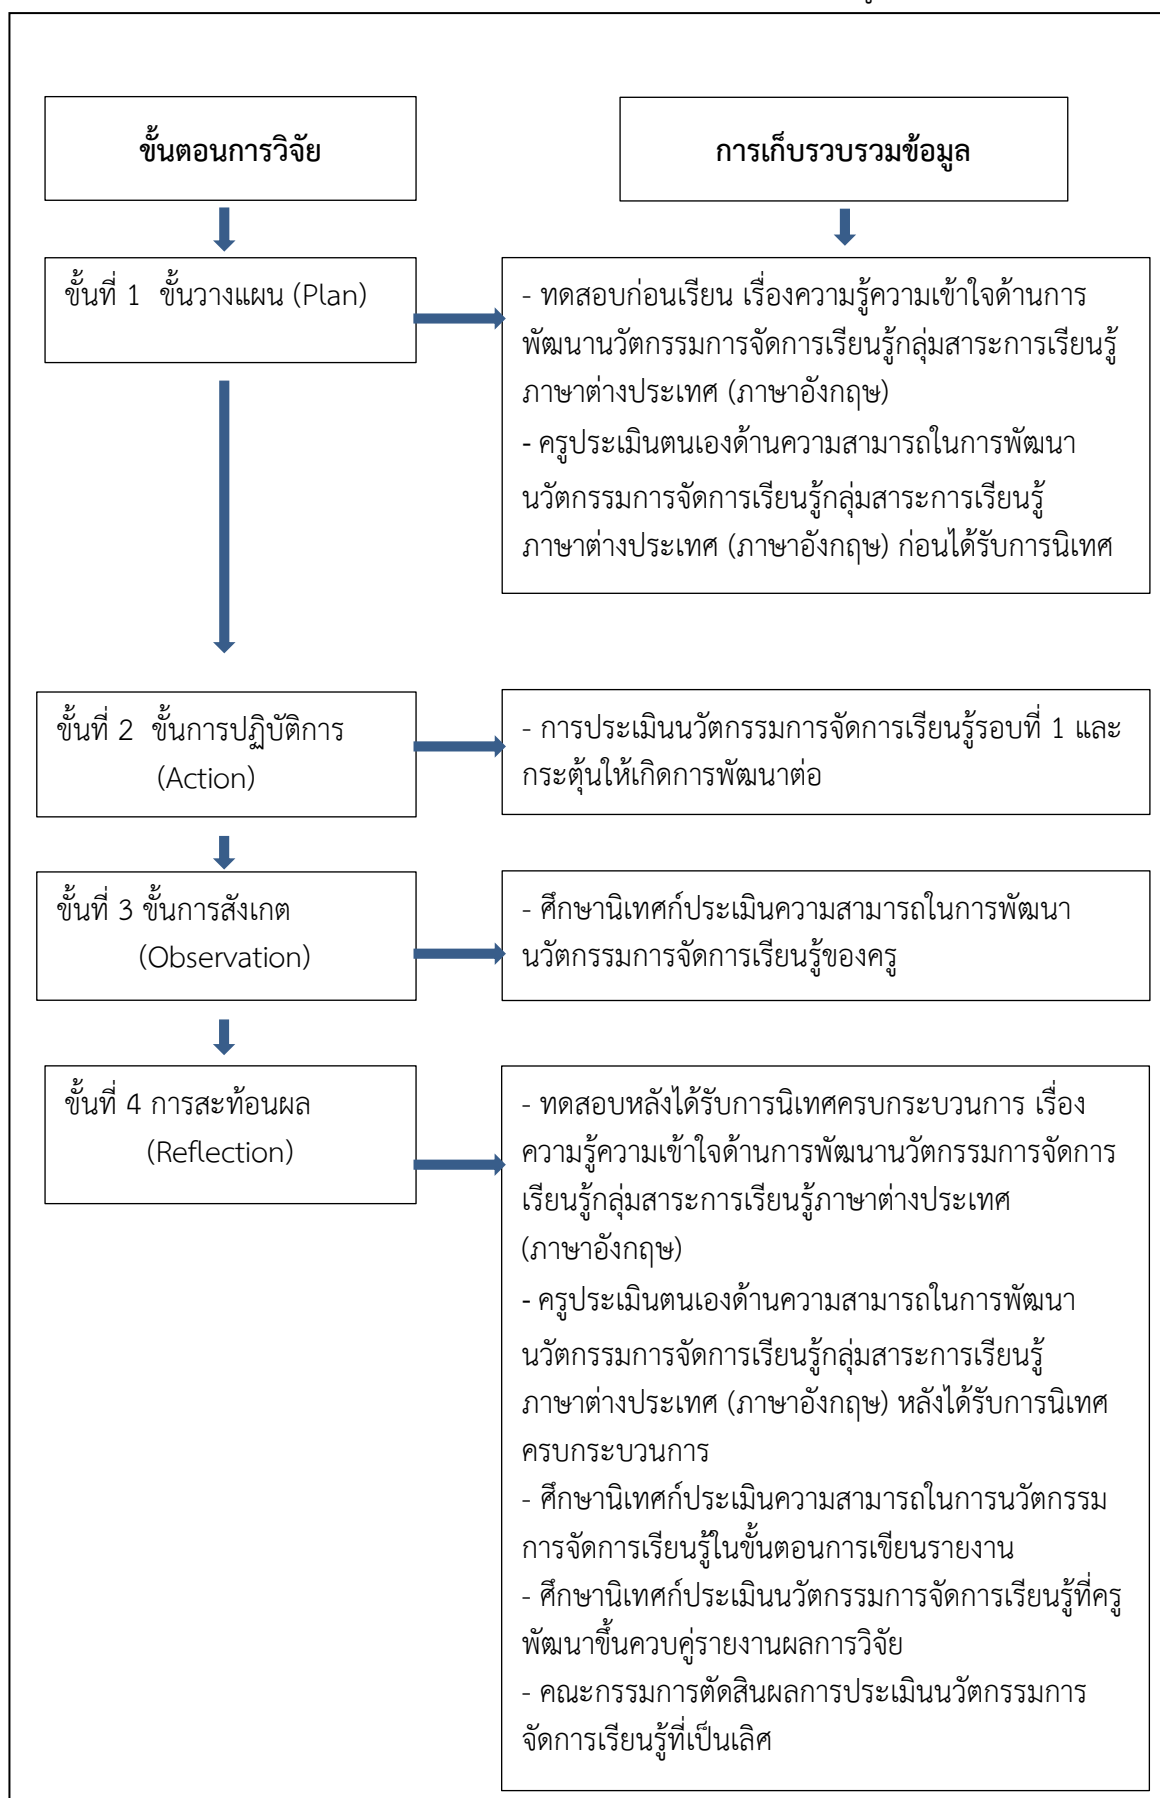 ขั้นตอนการวิจัย
การเก็บรวบรวมข้อมูล
ขั้นที่ 1 ขั้นวางแผน (Plan)
- ทดสอบก่อนเรียน เรื่องความรู้ความเข้าใจด้านการ
พัฒนานวัตกรรมการจัดการเรียนรู้กลุ่มสาระการเรียนรู้
ภาษาต่างประเทศ (ภาษาอังกฤษ)
- ครูประเมินตนเองด้านความสามารถในการพัฒนา
นวัตกรรมการจัดการเรียนรู้กลุ่มสาระการเรียนรู้
ภาษาต่างประเทศ (ภาษาอังกฤษ) ก่อนได้รับการนิเทศ
ขั้นที่ 2 ขั้นการปฏิบัติการ
(Action)
- การประเมินนวัตกรรมการจัดการเรียนรู้รอบที่ 1 และ
กระตุ้นให้เกิดการพัฒนาต่อ
ขั้นที่ 3 ขั้นการสังเกต
(Observation)
- ศึกษานิเทศก์ประเมินความสามารถในการพัฒนา
นวัตกรรมการจัดการเรียนรู้ของครู
ขั้นที่ 4 การสะท้อนผล
(Reflection)
- ทดสอบหลังได้รับการนิเทศครบกระบวนการ เรื่อง
ความรู้ความเข้าใจด้านการพัฒนานวัตกรรมการจัดการ
เรียนรู้กลุ่มสาระการเรียนรู้ภาษาต่างประเทศ
(ภาษาอังกฤษ)
- ครูประเมินตนเองด้านความสามารถในการพัฒนา
นวัตกรรมการจัดการเรียนรู้กลุ่มสาระการเรียนรู้
ภาษาต่างประเทศ (ภาษาอังกฤษ) หลังได้รับการนิเทศ
ครบกระบวนการ
- ศึกษานิเทศก์ประเมินความสามารถในการนวัตกรรม
การจัดการเรียนรู้ในขั้นตอนการเขียนรายงาน
- ศึกษานิเทศก์ประเมินนวัตกรรมการจัดการเรียนรู้ที่ครู
พัฒนาขึ้นควบคู่รายงานผลการวิจัย
- คณะกรรมการตัดสินผลการประเมินนวัตกรรมการ
จัดการเรียนรู้ที่เป็นเลิศ